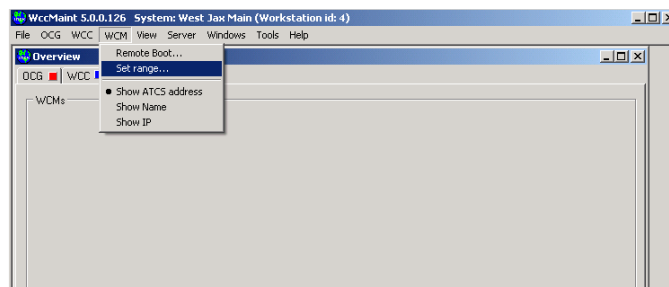 WccMaint 5.0.0.126 System: West Jax Main (Workstation id: 4)
File OCG WCC WCM View Server Windows Tools Help
Overview
OCG WCC
WCMs
Remote Boot...
Set range...
Show ATCS address
Show Name
Show IP